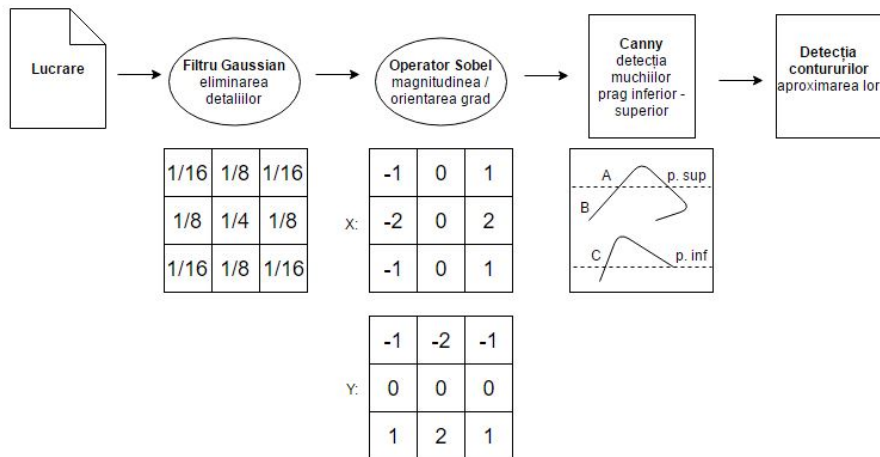 Lucrare
Filtru Gaussian
eliminarea
detaliilor
Operator Sobel
magnitudinea /
orientarea grad
Canny
detecția
muchiilor
prag inferior -
superior
Detecția
contururilor
aproximarea lor
1/16 1/8 1/16
1/8 1/4 1/8
1/16 1/8 1/16
X:
-1 0 1
-2 0 2
-1 0 1
A p. sup
B
C p. inf
Y:
-1 -2 -1
0 0 0
1 2 1